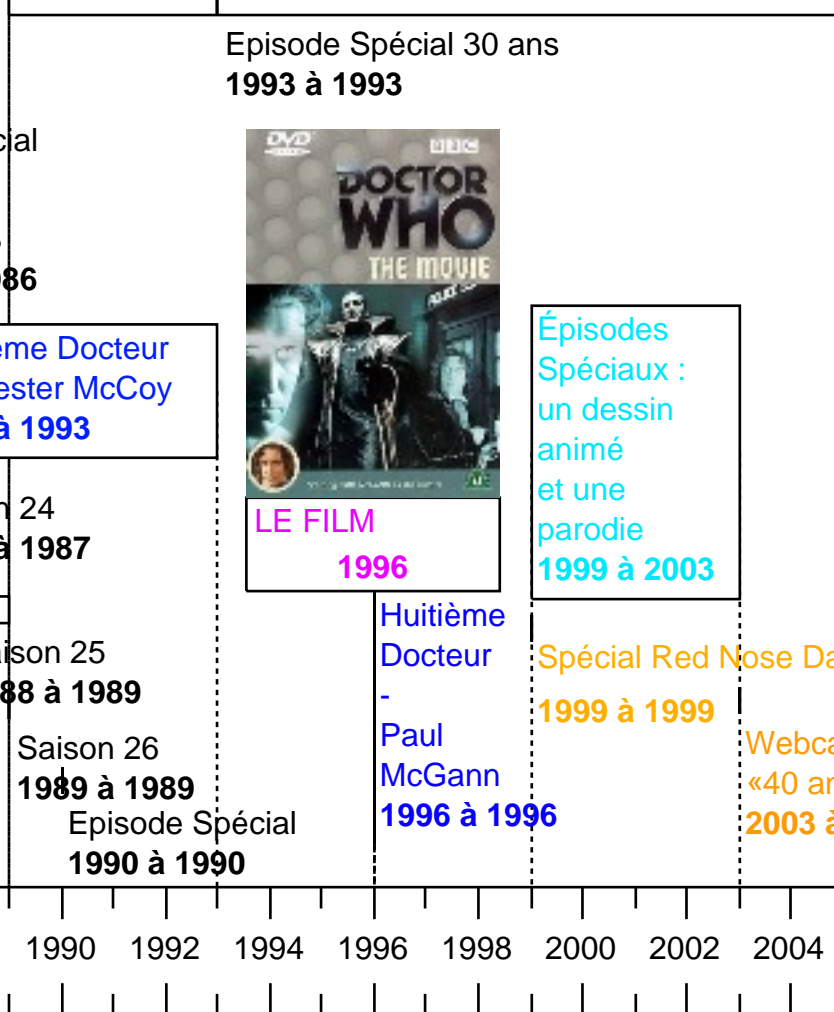 Episode Spécial 30 ans
1993 à 1993
cial
86
DVD
BBC
DOCTOR
WHO
THE MOVIE
POLICE
ème Docteur
ester McCoy
à 1993
Épisodes
Spéciaux :
un dessin
animé
et une
parodie
1999 à 2003
n 24
à 1987
LE FILM
1996
Huitième
Docteur
-
Paul
McGann
1996 à 1996
aison 25
88 à 1989
Spécial Red Nose Da
1999 à 1999
Saison 26
1989 à 1989
Webca
«40 an
2003 à
Episode Spécial
1990 à 1990
1990 1992 1994 1996 1998 2000 2002 2004